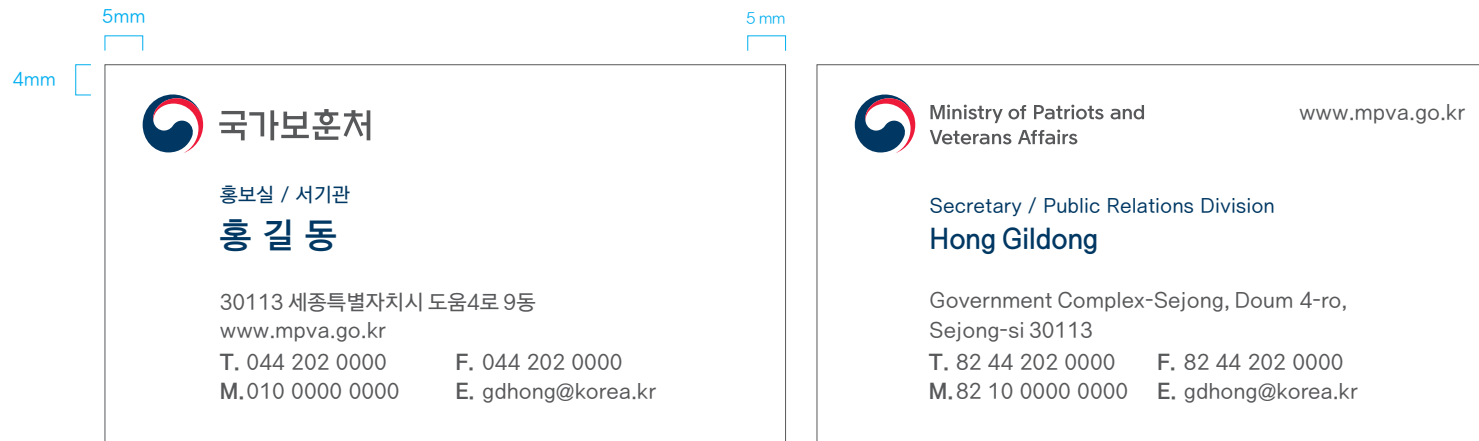 5mm
5 mm
4mm
국가보훈처
홍보실 / 서기관
홍 길 동
30113 세종특별자치시 도움4로 9동
www.mpva.go.kr
T. 044 202 0000 F. 044 202 0000
M. 010 0000 0000 E. gdhong@korea.kr
Ministry of Patriots and
Veterans Affairs
www.mpva.go.kr
Secretary / Public Relations Division
Hong Gildong
Government Complex-Sejong, Doum 4-ro,
Sejong-si 30113
T. 82 44 202 0000 F. 82 44 202 0000
M. 82 10 0000 0000 E. gdhong@korea.kr